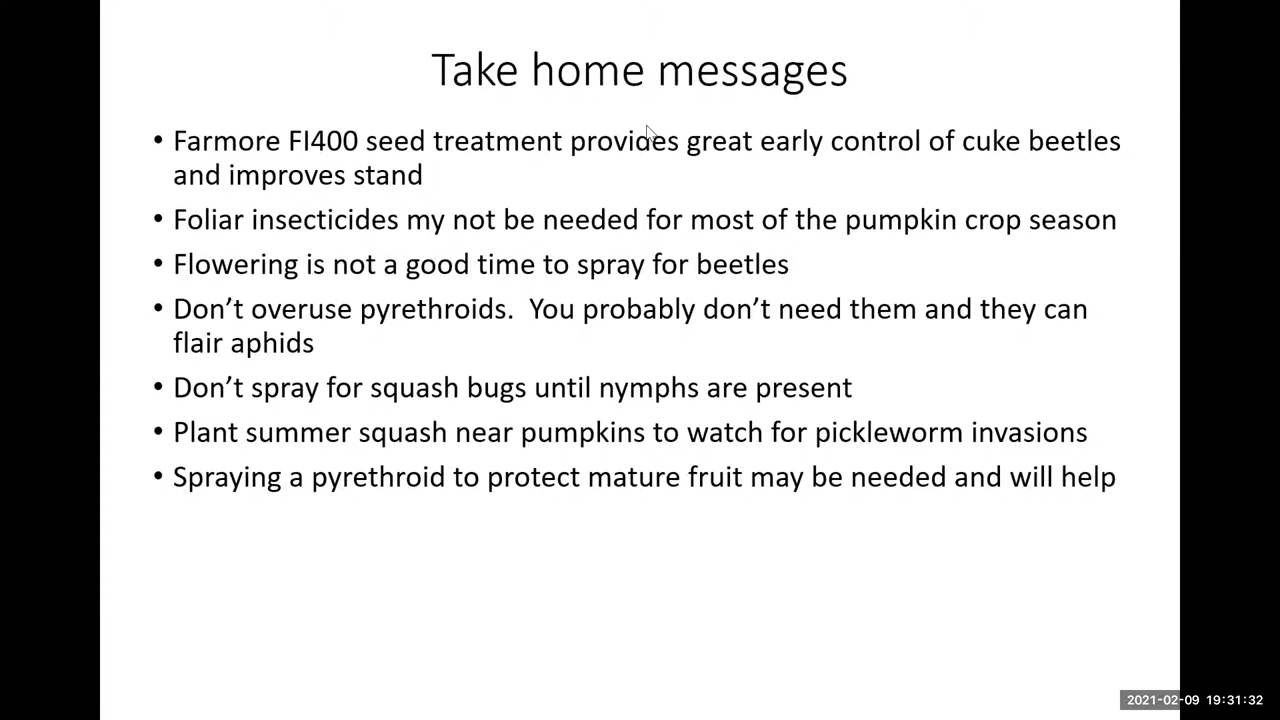 Take home messages
• Farmore FI400 seed treatment provides great early control of cuke beetles
and improves stand
• Foliar insecticides my not be needed for most of the pumpkin crop season
• Flowering is not a good time to spray for beetles
• Don’t overuse pyrethroids.  You probably don’t need them and they can
flair aphids
• Don’t spray for squash bugs until nymphs are present
• Plant summer squash near pumpkins to watch for pickleworm invasions
• Spraying a pyrethroid to protect mature fruit may be needed and will help
2021-02-09 19:31:32